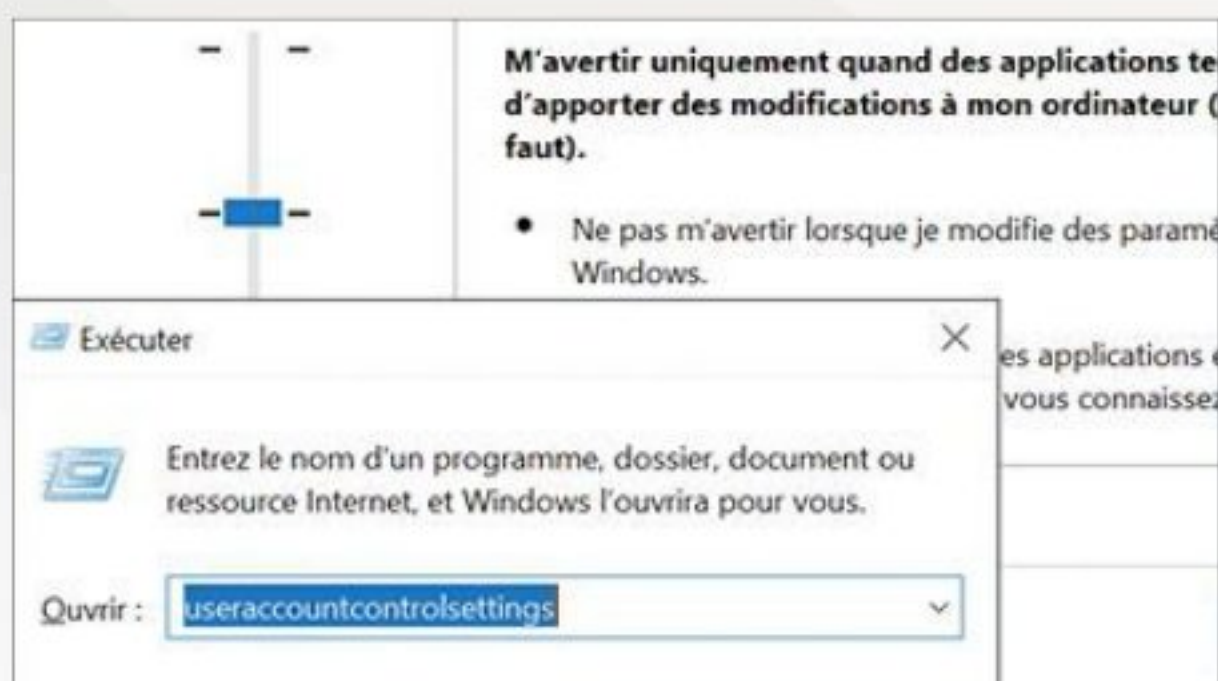 M'avertir uniquement quand des applications te
d'apporter des modifications à mon ordinateur (
faut).
• Ne pas m'avertir lorsque je modifie des paramé
Windows.
Exécuter
es applications
vous connaissez
Entrez le nom d'un programme, dossier, document ou
ressource Internet, et Windows l'ouvrira pour vous.
Ouvrir : useraccountcontrolsettings